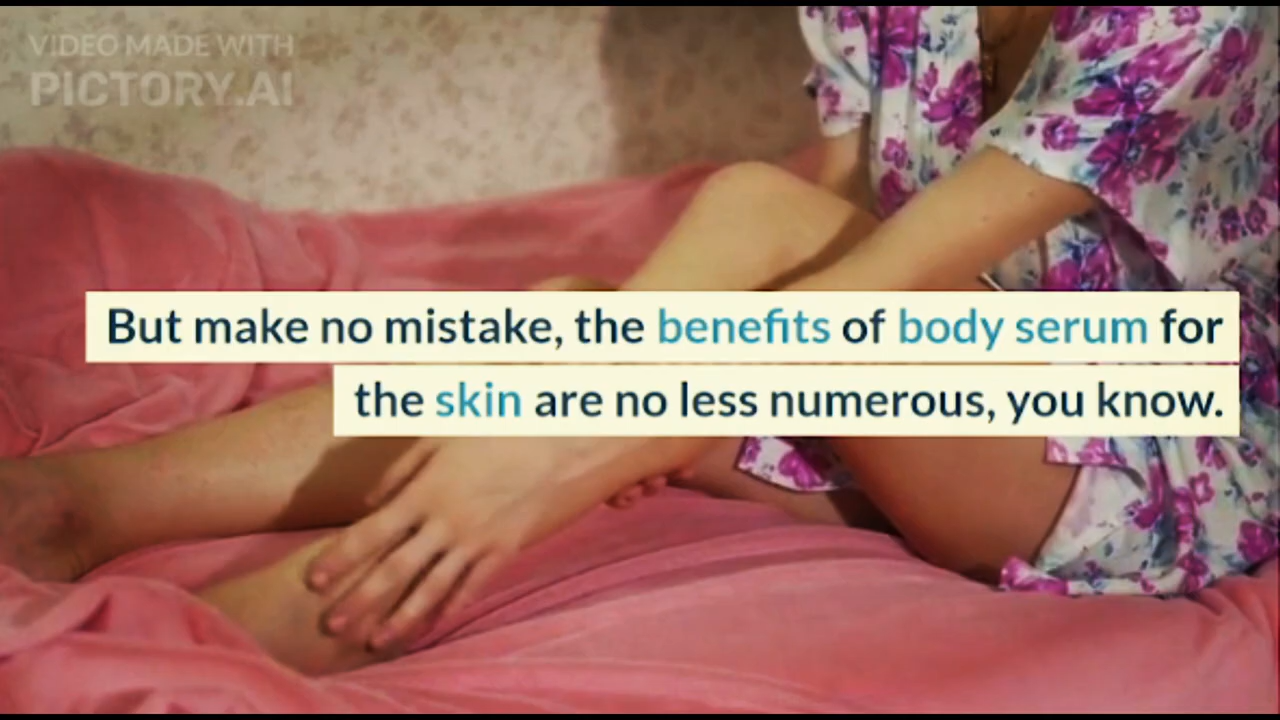 VIDEO MADE WITH
PICTORY.AI
But make no mistake, the benefits of body serum for
the skin are no less numerous, you know.